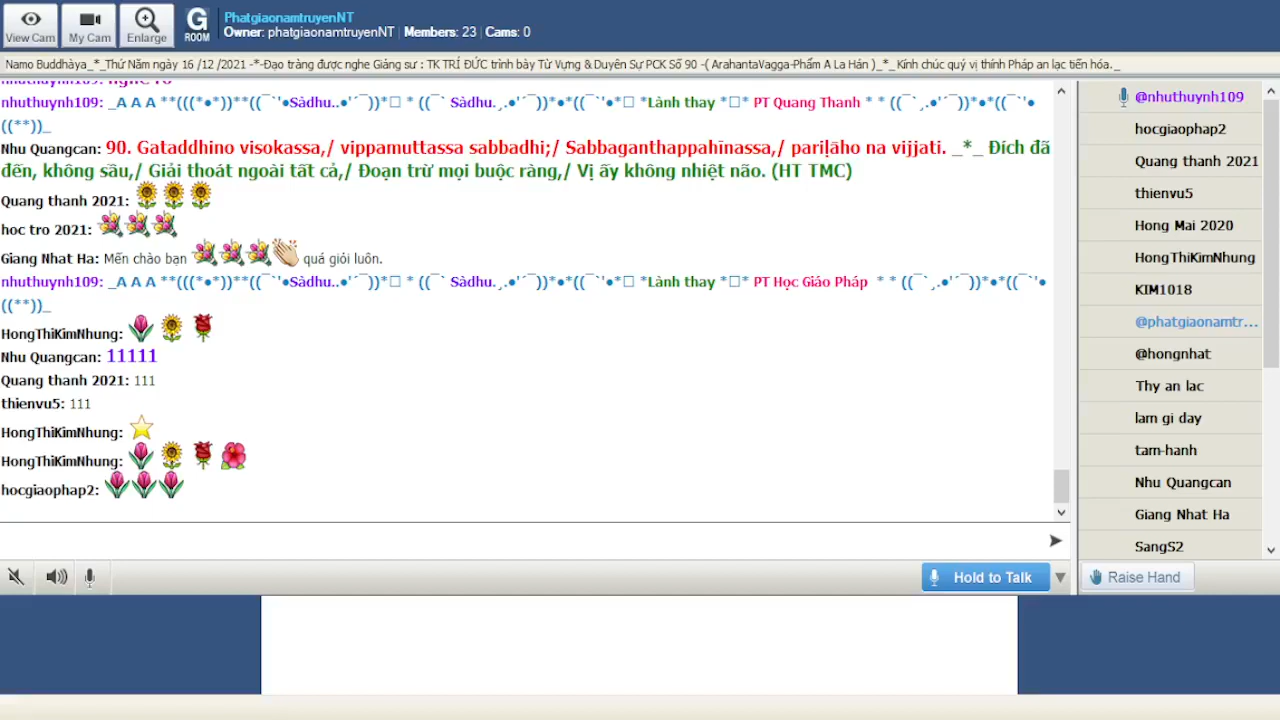 PhatgiaonamtruyenNT
Owner: phatgiaonamtruyenNT | Members: 23 | Cams: 0
View Cam
My Cam
Enlarge
G ROOM
Namo Buddhàya_*_Thứ Năm ngày 16 /12 /2021 -*-Đạo tràng được nghe Giảng sư : TK TRÍ ĐỨC trình bày Từ Vựng & Duyên Sự PCK Số 90 -( ArahantaVagga-Phẩm A La Hán )_*_Kính chúc quý vị thính Pháp an lạc tiến hóa._
nhuthuynh109: _A A A **(((*●*))**((¯`'●Sàdhu..●'´¯))*□ * ((¯` Sàdhu.¸.●'´¯))*●*((¯`'●*□ *Lành thay *□* PT Quang Thanh * * ((¯`¸.●'´¯))*●*((¯`'●
((**))_
Nhu Quangcan: 90. Gataddhino visokassa,/ vippamuttassa sabbadhi;/ Sabbaganthappahīnassa,/ pariḷāho na vijjati. _*_ Đích đã
đến, không sầu,/ Giải thoát ngoài tất cả,/ Đoạn trừ mọi buộc ràng,/ Vị ấy không nhiệt não. (HT TMC)
Quang thanh 2021:
hoc tro 2021:
Giang Nhat Ha: Mến chào bạn quá giỏi luôn.
nhuthuynh109: _A A A **(((*●*))**((¯`'●Sàdhu..●'´¯))*□ * ((¯` Sàdhu.¸.●'´¯))*●*((¯`'●*□ *Lành thay *□* PT Học Giáo Pháp * * ((¯`¸.●'´¯))*●*((¯`'●
((**))_
HongThiKimNhung:
Nhu Quangcan: 11111
Quang thanh 2021: 111
thienvu5: 111
HongThiKimNhung:
HongThiKimNhung:
hocgiaophap2:
Hold to Talk
@nhuthuynh109
hocgiaophap2
Quang thanh 2021
thienvu5
Hong Mai 2020
HongThiKimNhung
KIM1018
@phatgiaonamtr...
@hongnhat
Thy an lac
lam gi day
tam-hanh
Nhu Quangcan
Giang Nhat Ha
SangS2
Raise Hand